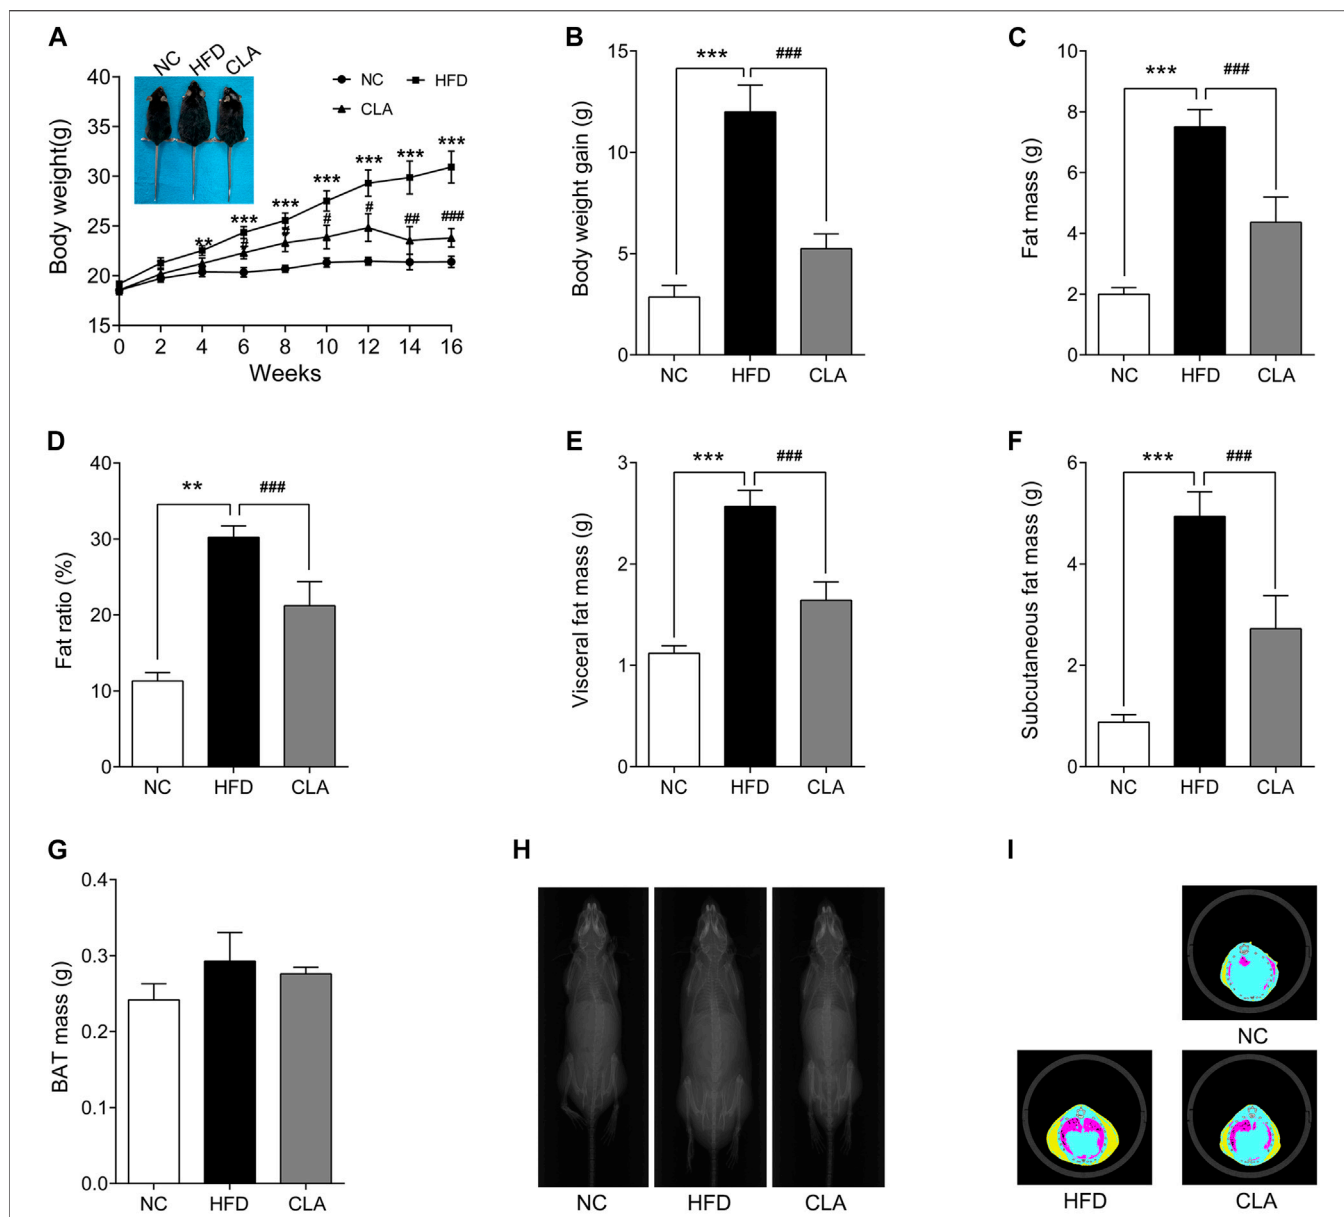 A
NC HFD CLA
NC HFD
CLA
Body weight(g)
40
35
30
25
20
15
*** *** *** *** *** *** ** ***
# # # # ## ###
0 2 4 6 8 10 12 14 16
Weeks
B
*** ###
Body weight gain (g)
15
10
5
0
NC HFD CLA
C
*** ###
Fat mass (g)
10
8
6
4
2
0
NC HFD CLA
D
** ###
Fat ratio (%)
40
30
20
10
0
NC HFD CLA
E
*** ###
Visceral fat mass (g)
3
2
1
0
NC HFD CLA
F
*** ###
Subcutaneous fat mass (g)
6
4
2
0
NC HFD CLA
G
BAT mass (g)
0.4
0.3
0.2
0.1
0.0
NC HFD CLA
H
NC HFD CLA
I
NC
HFD CLA